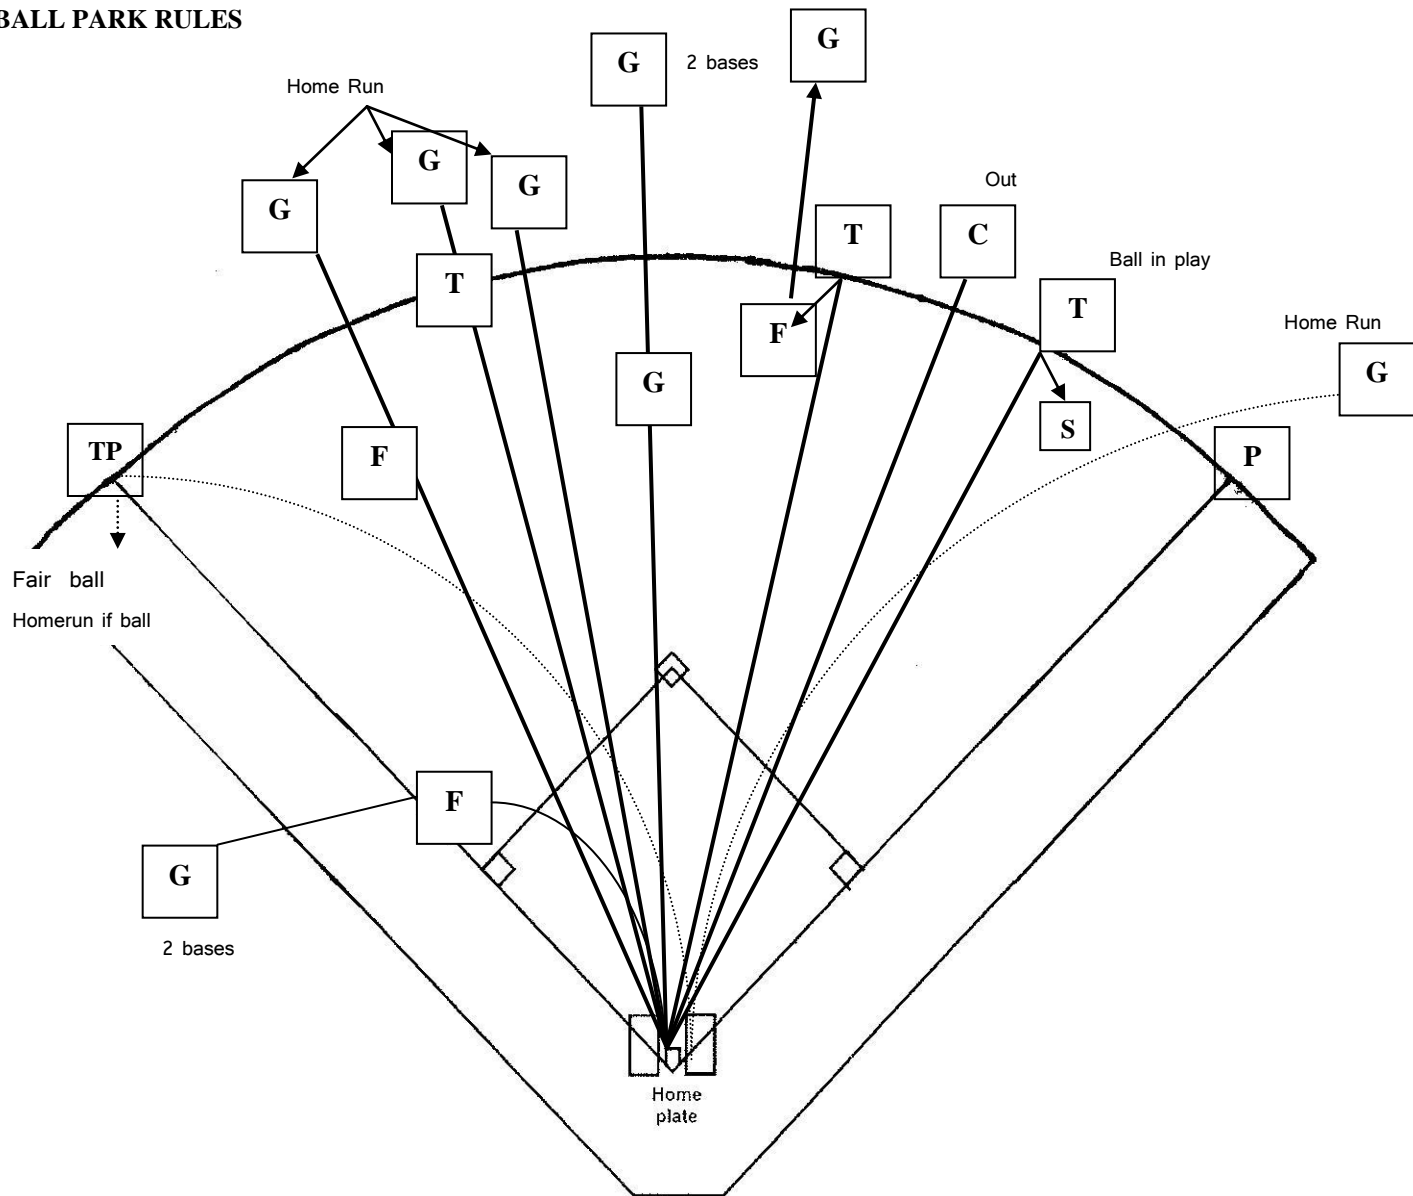 BALL PARK RULES
G
G
2 bases
Home Run
G
G
G
T
C
Out
T
T
Ball in play
F
Home Run
G
G
S
TP
F
P
Fair ball
Homerun if ball
F
G
2 bases
Home
plate